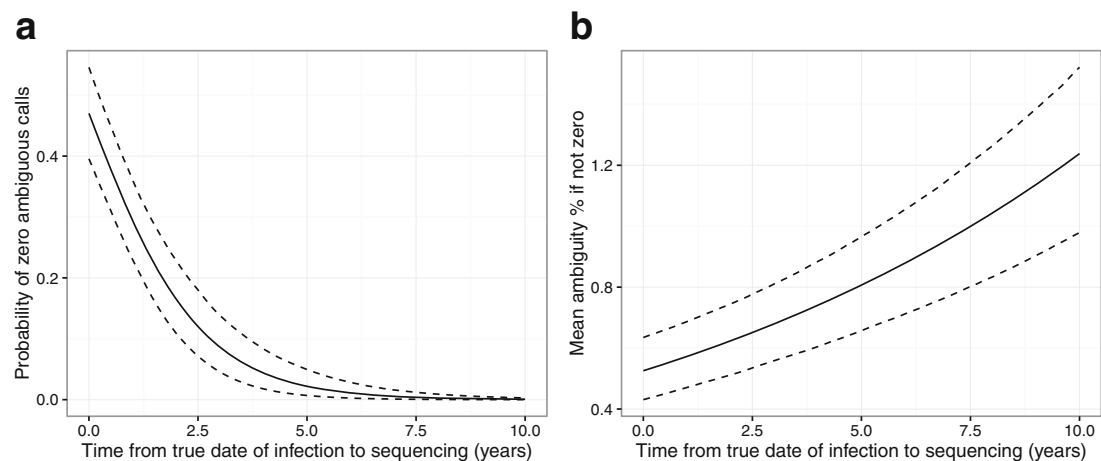 a
Probability of zero ambiguous calls
0.4
0.2
0.0
0.0 2.5 5.0 7.5 10.0
Time from true date of infection to sequencing (years)
b
Mean ambiguity % if not zero
1.2
0.8
0.4
0.0 2.5 5.0 7.5 10.0
Time from true date of infection to sequencing (years)